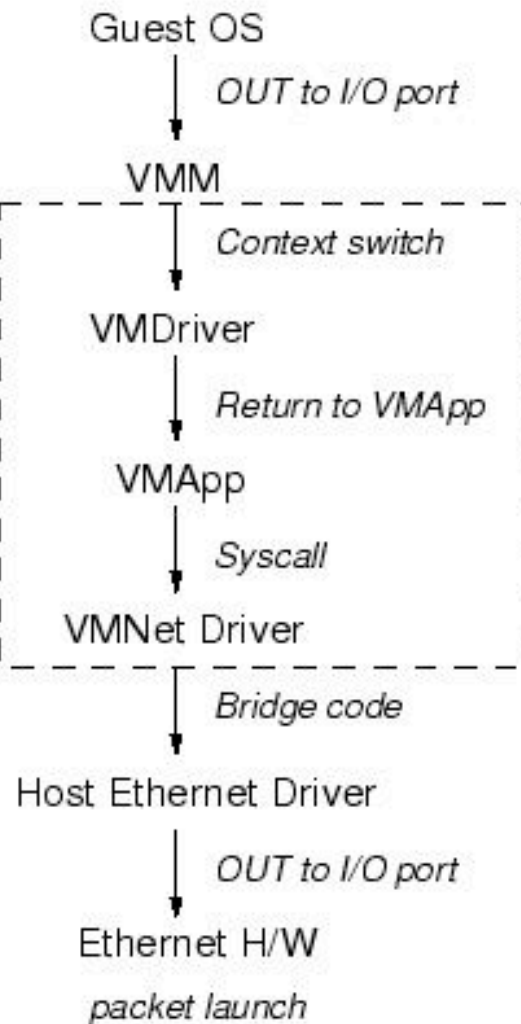 Guest OS
OUT to I/O port
VMM
Context switch
VMDriver
Return to VMApp
VMApp
Syscall
VMNet Driver
Bridge code
Host Ethernet Driver
OUT to I/O port
Ethernet H/W
packet launch